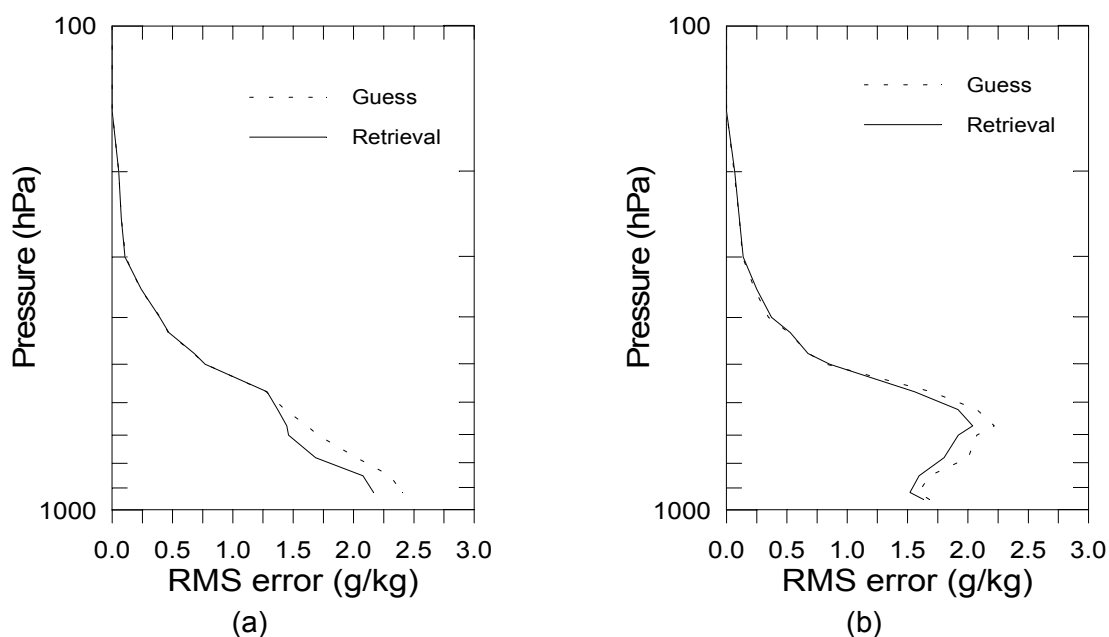 100
Guess
Retrieval
Pressure (hPa)
1000
0.0 0.5 1.0 1.5 2.0 2.5 3.0
RMS error (g/kg)
(a)
100
Guess
Retrieval
Pressure (hPa)
1000
0.0 0.5 1.0 1.5 2.0 2.5 3.0
RMS error (g/kg)
(b)